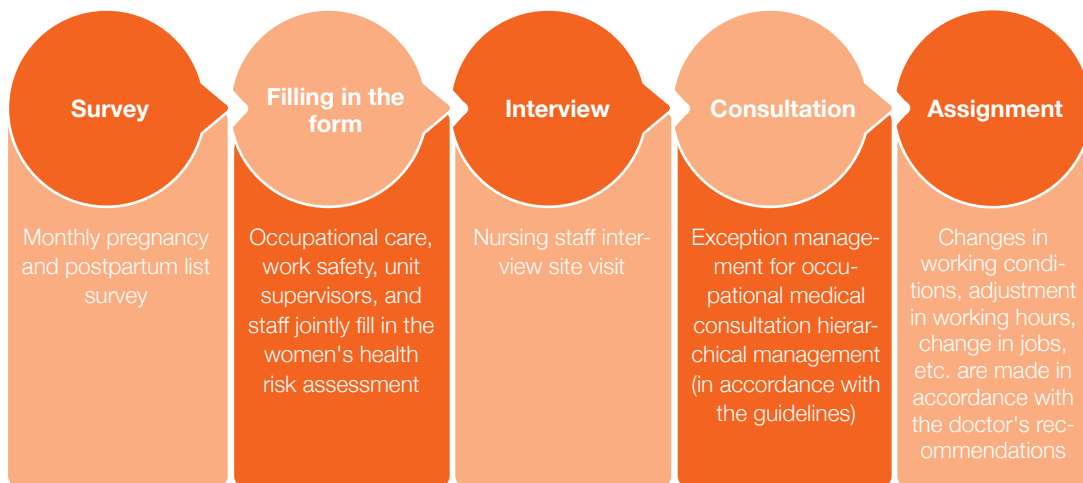 Survey
Monthly pregnancy
and postpartum list
survey
Filling in the
form
Occupational care,
work safety, unit
supervisors, and
staff jointly fill in the
women's health
risk assessment
Interview
Nursing staff inter-
view site visit
Consultation
Exception manage-
ment for occu-
pational medical
consultation hierar-
chical management
(in accordance with
the guidelines)
Assignment
Changes in
working condi-
tions, adjustment
in working hours,
change in jobs,
etc. are made in
accordance with
the doctor's rec-
ommendations